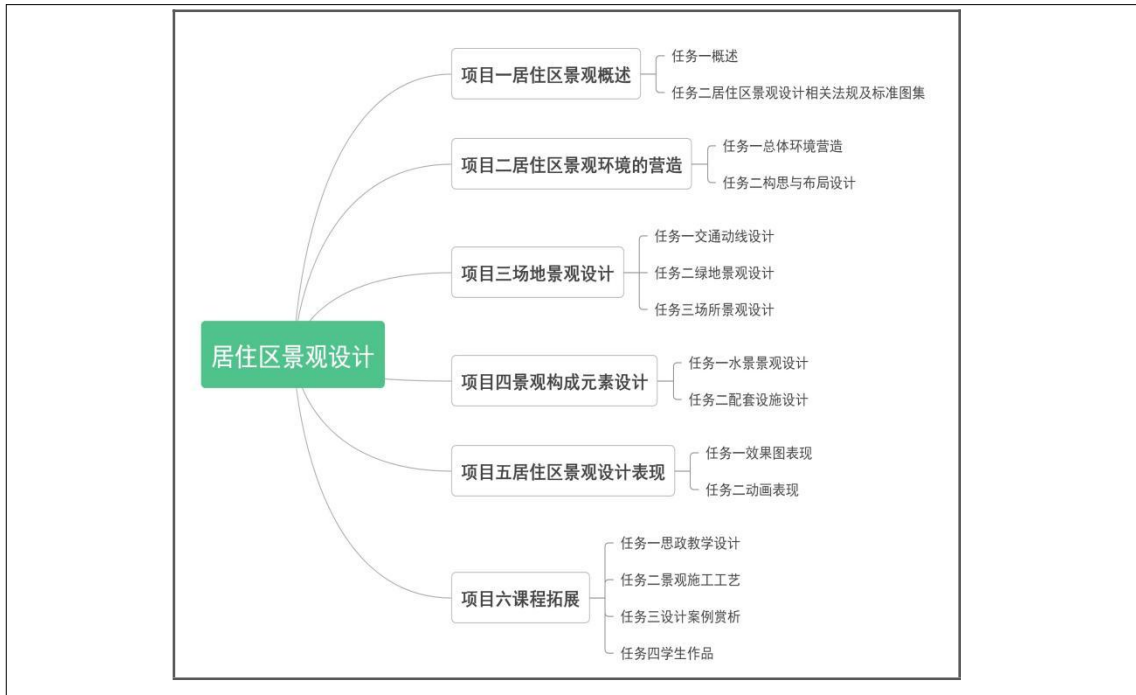 居住区景观设计
项目一居住区景观概述
任务一概述
任务二居住区景观设计相关法规及标准图集
项目二居住区景观环境的营造
任务一总体环境营造
任务二构思与布局设计
项目三场地景观设计
任务一交通动线设计
任务二绿地景观设计
任务三场所景观设计
项目四景观构成元素设计
任务一水景景观设计
任务二配套设施设计
项目五居住区景观设计表现
任务一效果图表现
任务二动画表现
项目六课程拓展
任务一思政教学设计
任务二景观施工工艺
任务三设计案例赏析
任务四学生作品